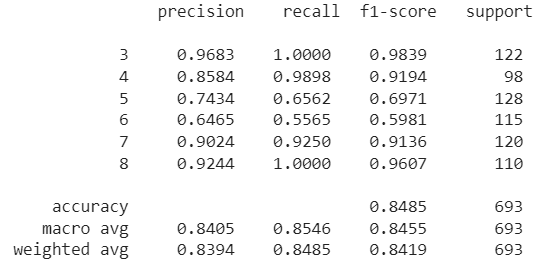 precision recall f1-score support
3 0.9683 1.0000 0.9839 122
4 0.8584 0.9898 0.9194 98
5 0.7434 0.6562 0.6971 128
6 0.6465 0.5565 0.5981 115
7 0.9024 0.9250 0.9136 120
8 0.9244 1.0000 0.9607 110
accuracy 0.8485 693
macro avg 0.8405 0.8546 0.8455 693
weighted avg 0.8394 0.8485 0.8419 693